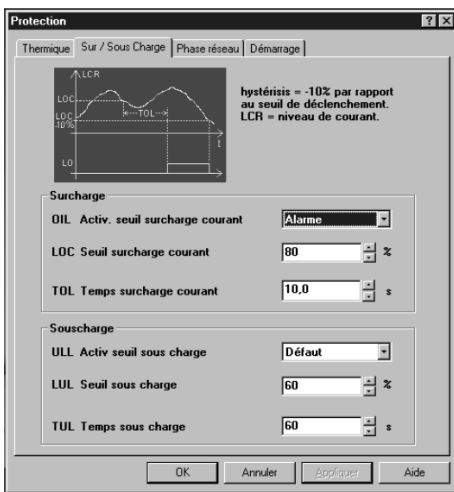 Protection
Thermique Sur / Sous Charge Phase réseau Démarrage
LCR
LOC
LOC
-10%
TOL
t
LO
hystérisis = -10% par rapport
au seuil de déclenchement.
LCR = niveau de courant.
Surcharge
OIL Activ. seuil surcharge courant Alarme
LOC Seuil surcharge courant 80 %
TOL Temps surcharge courant 10,0 s
Souscharge
ULL Activ seuil sous charge Défaut
LUL Seuil sous charge 60 %
TUL Temps sous charge 60 s
OK Annuler Appliquer Aide